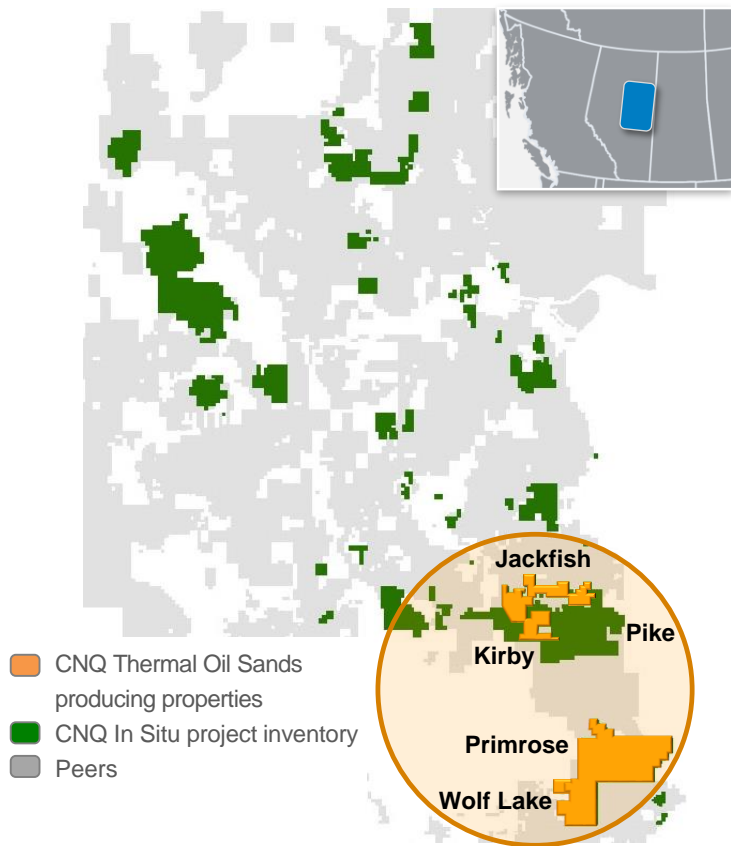 Jackfish
Pike
Kirby
CNQ Thermal Oil Sands
producing properties
CNQ In Situ project inventory
Peers
Primrose
Wolf Lake